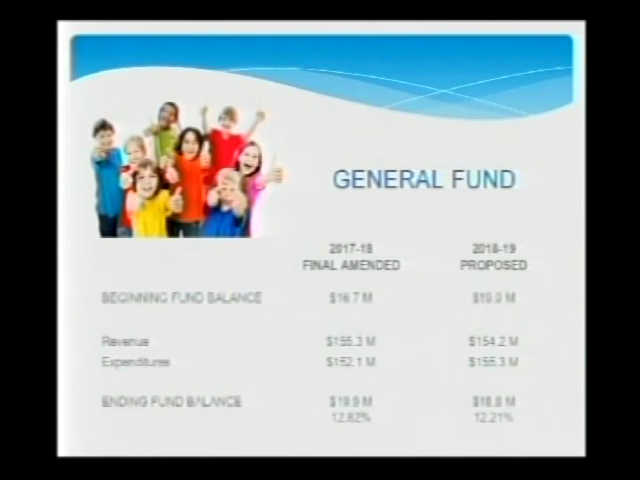 GENERAL FUND
2017-18 2018-19
FINAL AMENDED PROPOSED
BEGINNING FUND BALANCE $16.7 M $19.9 M
Revenue $155.3 M $154.2 M
Expenditures $152.1 M $155.3 M
ENDING FUND BALANCE $19.9 M $18.8 M
12.82% 12.21%